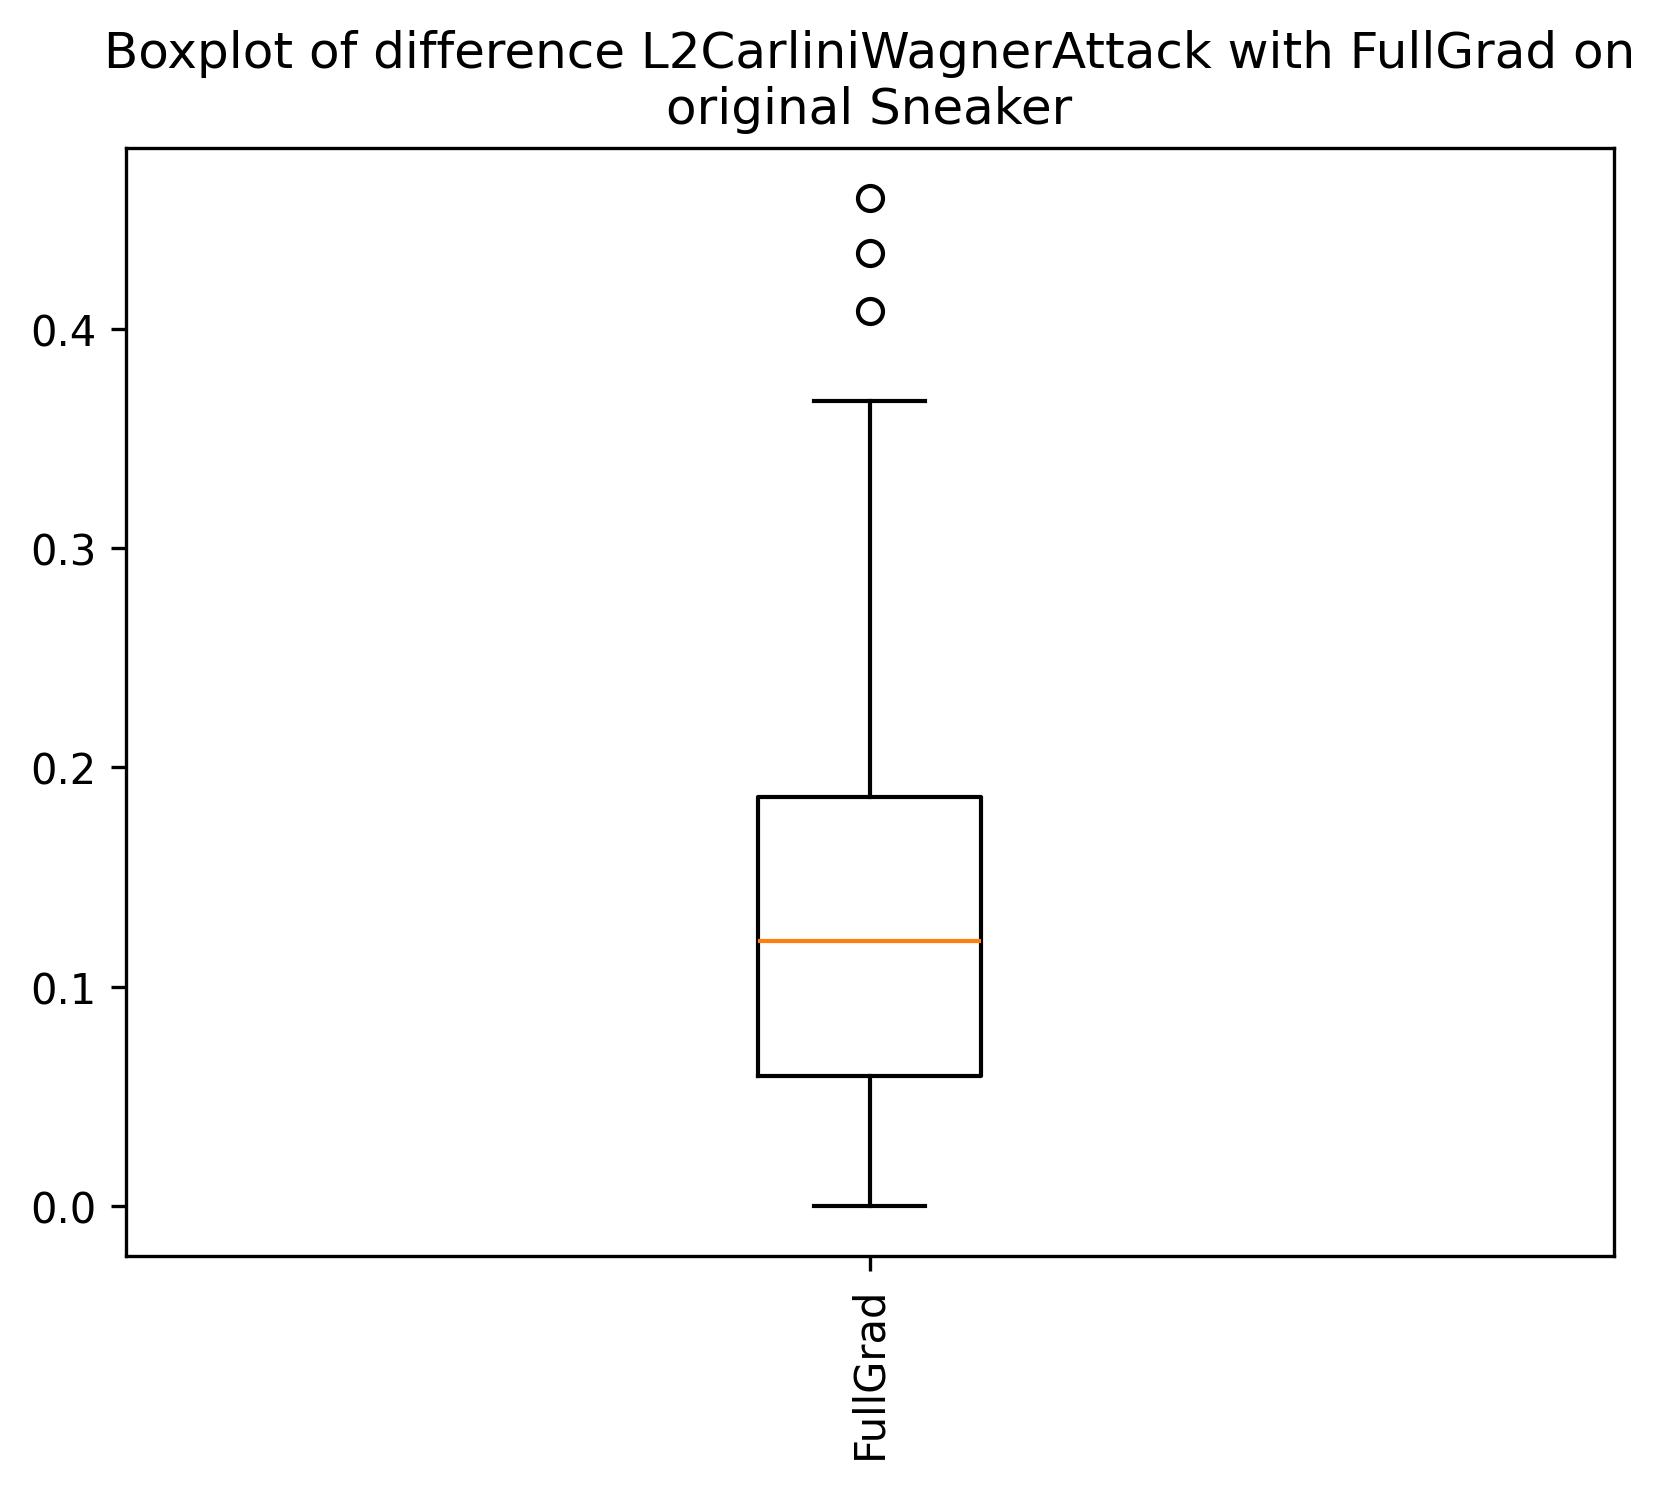 Boxplot of difference L2CarliniWagnerAttack with FullGrad on
original Sneaker
0.4
0.3
0.2
0.1
0.0
FullGrad